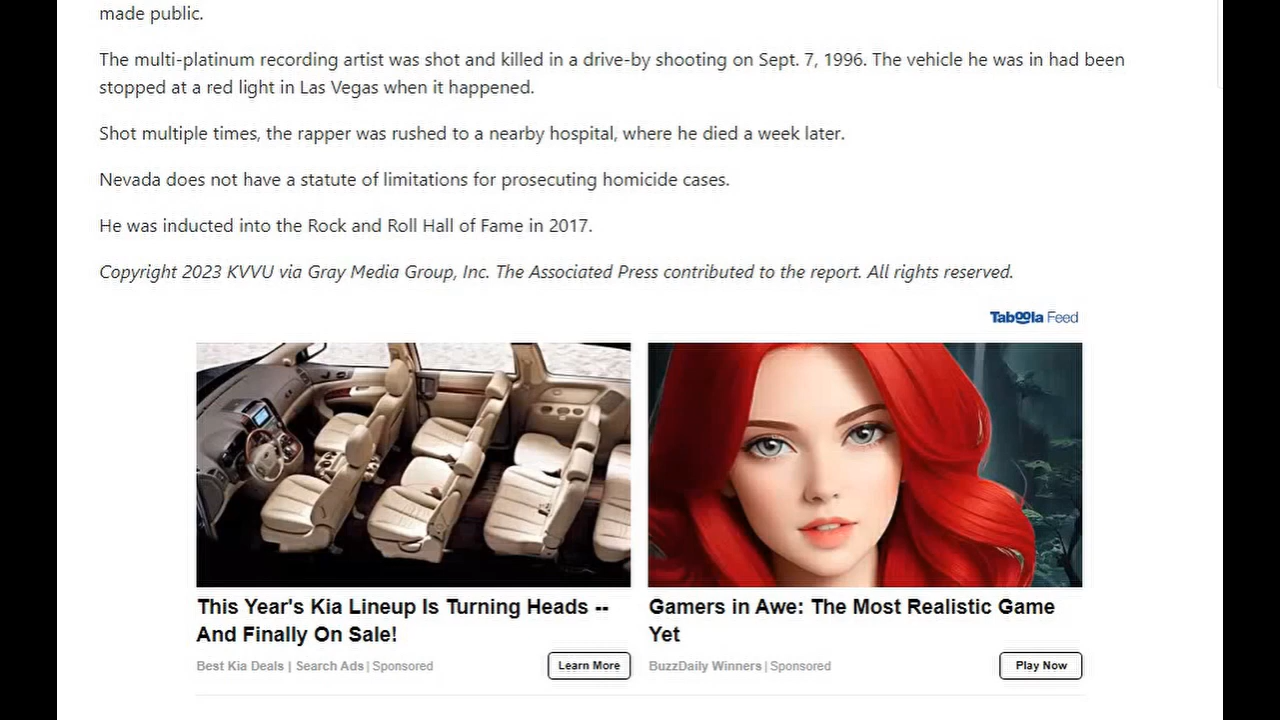 made public.
The multi-platinum recording artist was shot and killed in a drive-by shooting on Sept. 7, 1996. The vehicle he was in had been
stopped at a red light in Las Vegas when it happened.
Shot multiple times, the rapper was rushed to a nearby hospital, where he died a week later.
Nevada does not have a statute of limitations for prosecuting homicide cases.
He was inducted into the Rock and Roll Hall of Fame in 2017.
Copyright 2023 KVVU via Gray Media Group, Inc. The Associated Press contributed to the report. All rights reserved.
Taboola Feed
This Year's Kia Lineup Is Turning Heads --
And Finally On Sale!
Best Kia Deals | Search Ads | Sponsored
Learn More
Gamers in Awe: The Most Realistic Game
Yet
BuzzDaily Winners | Sponsored
Play Now